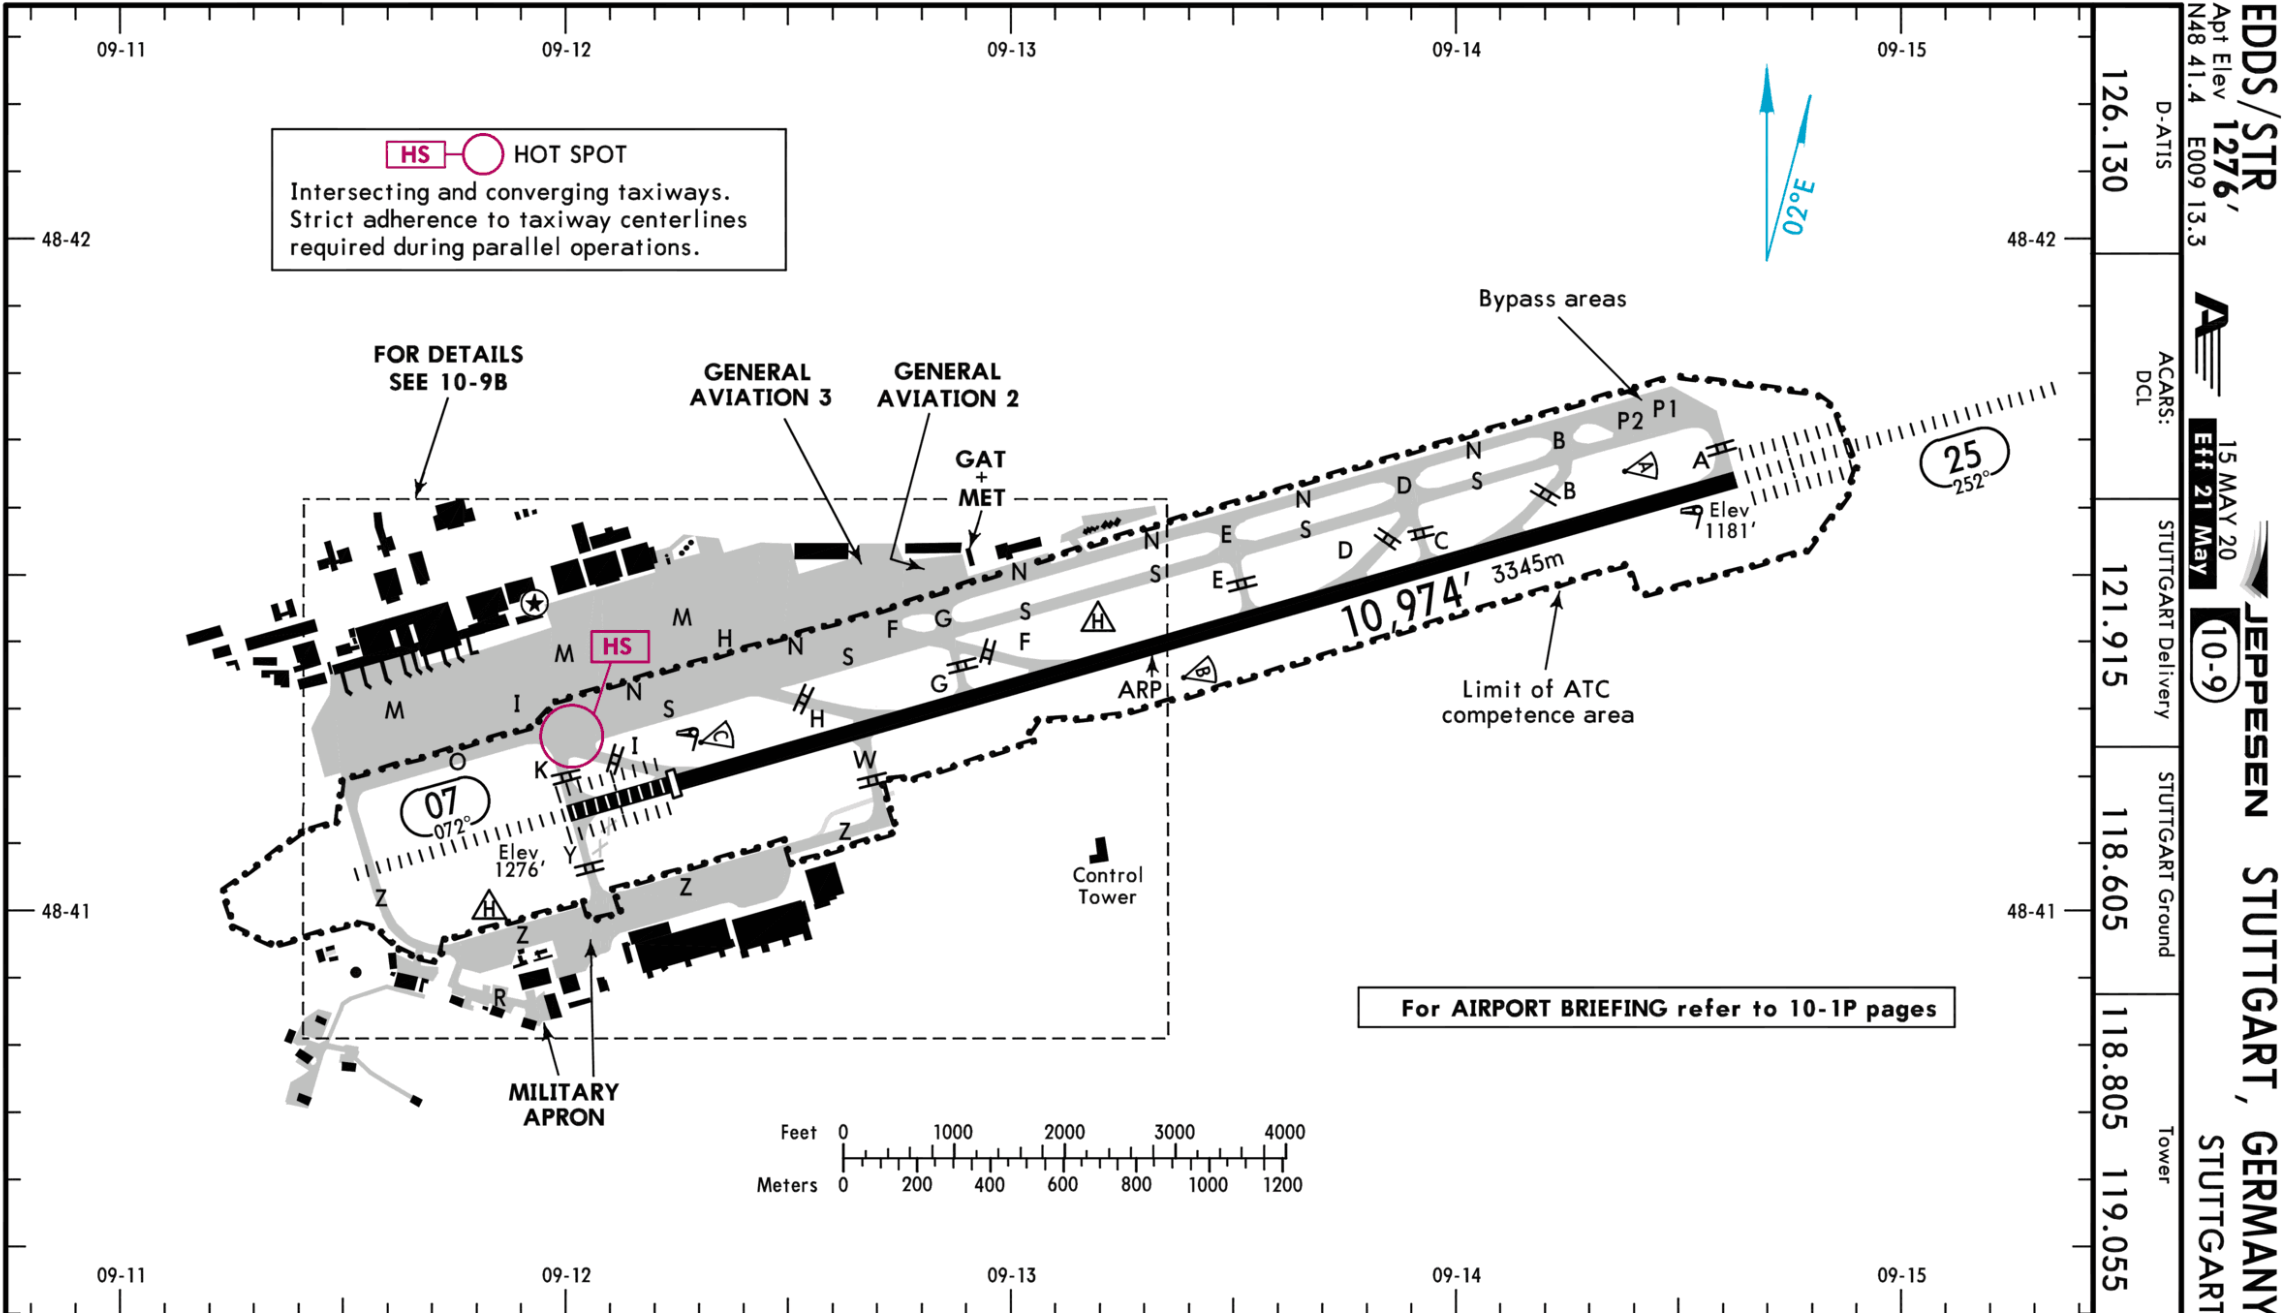 09-11
09-12
09-13
09-14
09-15
HS
HOT SPOT
Intersecting and converging taxiways.
Strict adherence to taxiway centerlines
required during parallel operations.
02°E
48-42
48-42
Bypass areas
FOR DETAILS
SEE 10-9B
GENERAL
AVIATION 3
GENERAL
AVIATION 2
GAT
+
MET
P1
P2
B
N
A
A
25
252°
D
S
B
N
Elev
1181'
E
S
N
D
C
N
S
E
10,974'
3345m
M
H
N
F
G
S
F
H
M
HS
S
G
B
ARP
Limit of ATC
competence area
M
I
N
S
H
C
O
K
I
W
07
072°
Elev
1276'
Y
Z
Z
Z
H
Z
Control
Tower
48-41
48-41
R
For AIRPORT BRIEFING refer to 10-1P pages
MILITARY
APRON
Feet 0 1000 2000 3000 4000
Meters 0 200 400 600 800 1000 1200
09-11
09-12
09-13
09-14
09-15
EDDS/STR
Apt Elev 1276'
N48 41.4 E009 13.3
15 MAY 20
Eff 21 May
10-9
JEPPESEN
STUTTGART, GERMANY
STUTTGART
D-ATIS
126.130
ACARS:
DCL
STUTTGART Delivery
121.915
STUTTGART Ground
118.605
Tower
118.805 119.055